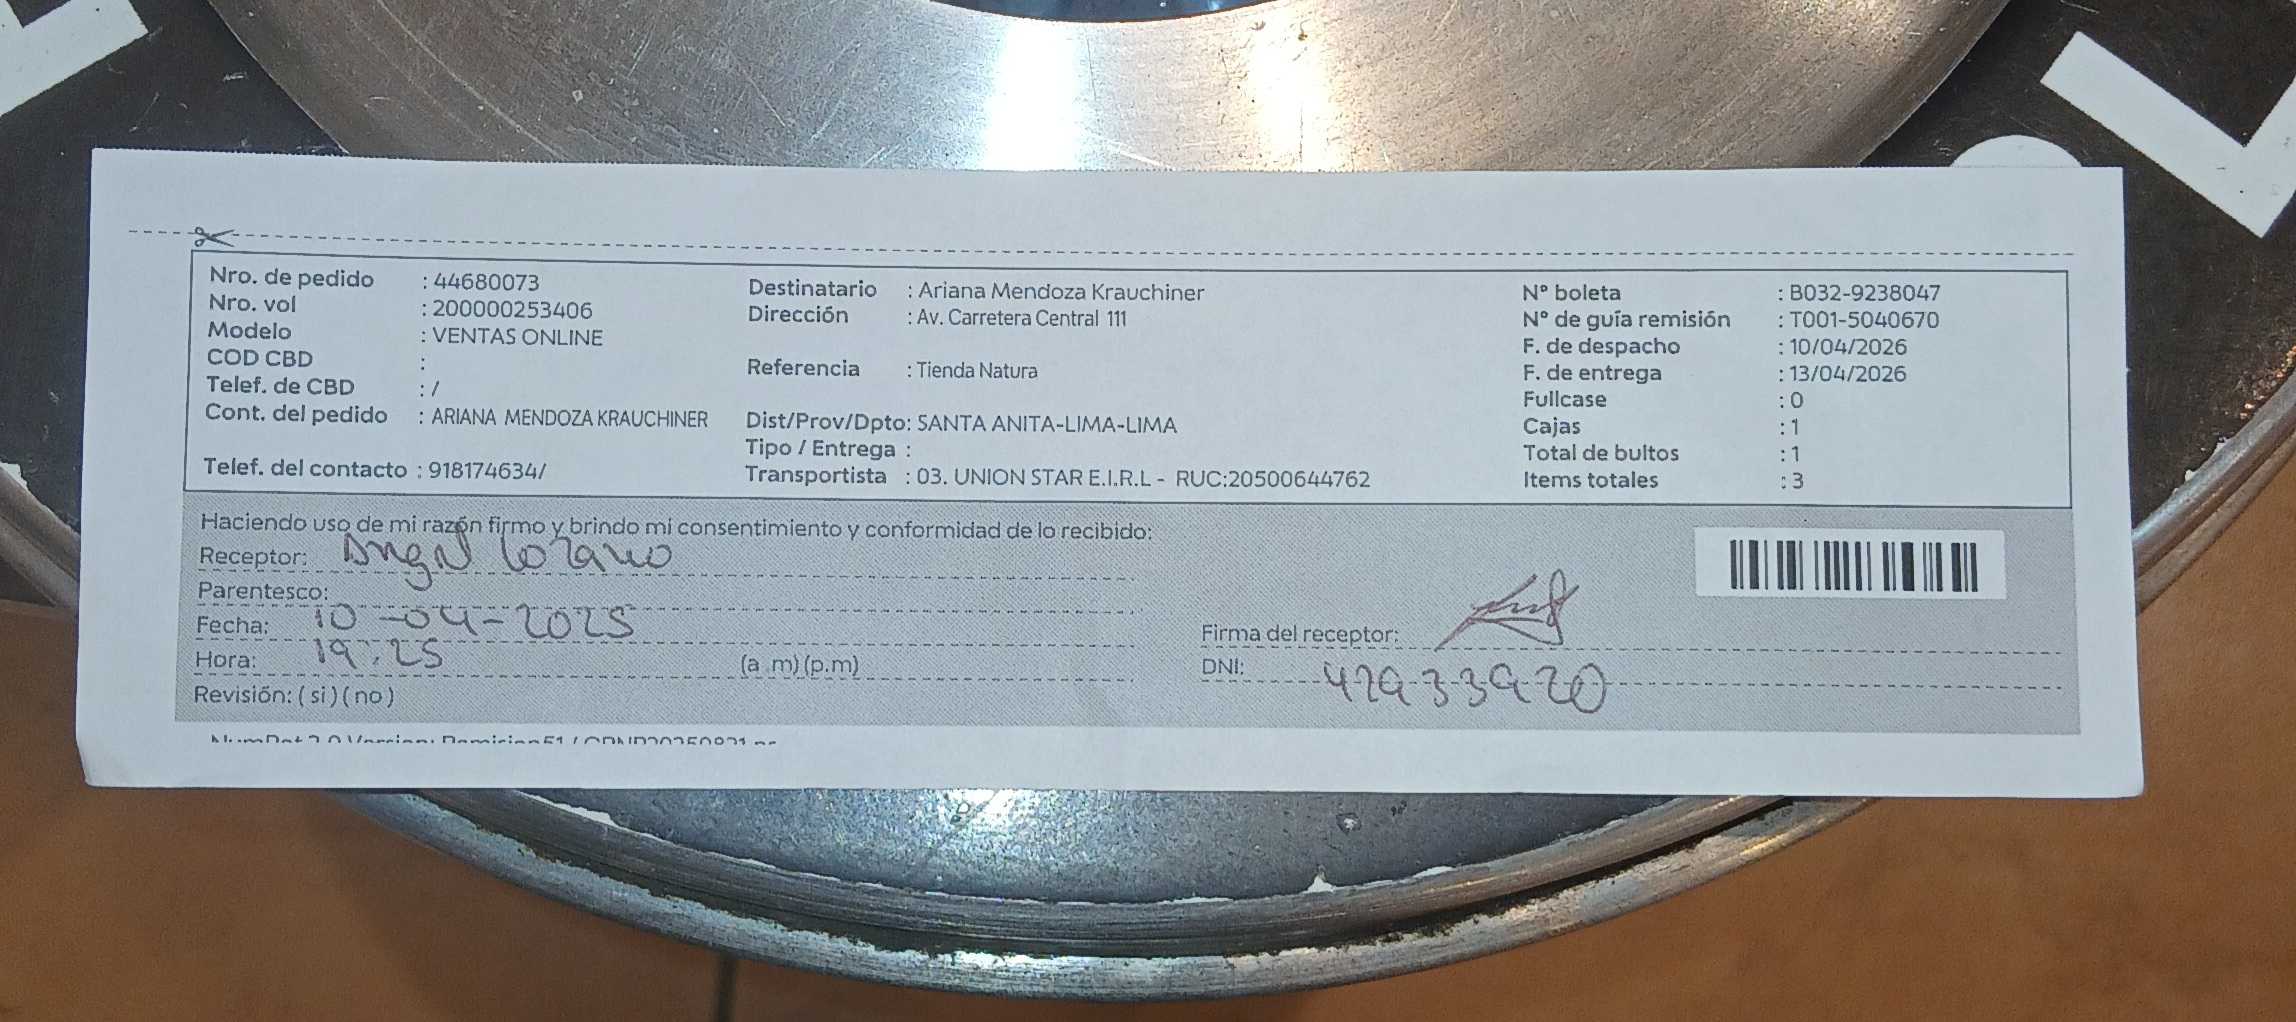 Nro. de pedido : 44680073
Nro. vol : 200000253406
Modelo : VENTAS ONLINE
COD CBD :
Telef. de CBD : /
Cont. del pedido : ARIANA MENDOZA KRAUCHINER
Telef. del contacto : 918174634/
Destinatario : Ariana Mendoza Krauchiner
Dirección : Av. Carretera Central 111
Referencia : Tienda Natura
Dist/Prov/Dpto: SANTA ANITA-LIMA-LIMA
Tipo / Entrega :
Transportista : 03. UNION STAR E.I.R.L - RUC:20500644762
N° boleta : B032-9238047
N° de guía remisión : T001-5040670
F. de despacho : 10/04/2026
F. de entrega : 13/04/2026
Fullcase : 0
Cajas : 1
Total de bultos : 1
Items totales : 3
Haciendo uso de mi razón firmo y brindo mi consentimiento y conformidad de lo recibido:
Receptor: Angel Lozano
Parentesco:
Fecha: 10-04-2025
Hora: 19:25 (a .m) (p.m)
Revisión: ( si ) ( no )
Firma del receptor:
DNI: 42933920